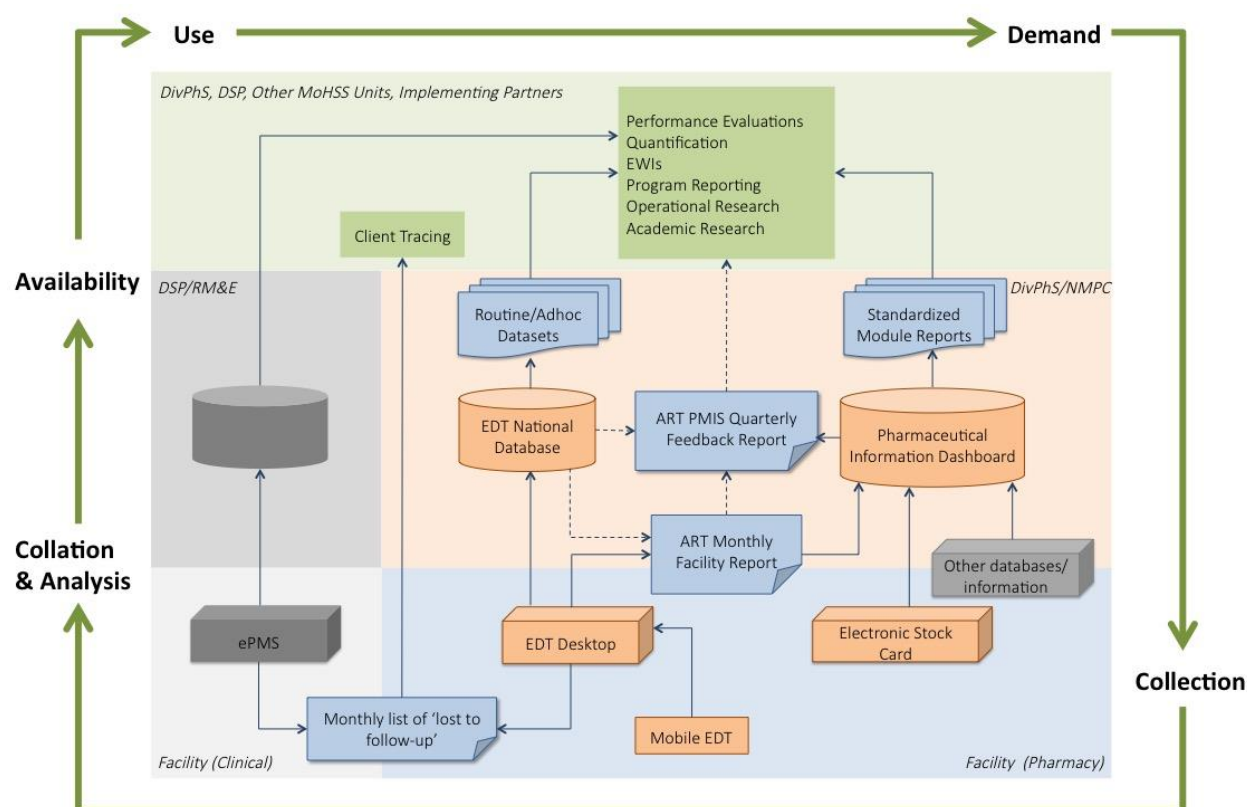 Use
Demand
DivPhS, DSP, Other MoHSS Units, Implementing Partners
Performance Evaluations
Quantification
EWIs
Program Reporting
Operational Research
Academic Research
Client Tracing
Availability
DSP/RM&E
DivPhS/NMPC
Routine/Adhoc
Datasets
Standardized
Module Reports
EDT National
Database
ART PMIS Quarterly
Feedback Report
Pharmaceutical
Information Dashboard
Collation
& Analysis
ART Monthly
Facility Report
Other databases/
information
ePMS
EDT Desktop
Electronic Stock
Card
Collection
Monthly list of ‘lost to
follow-up’
Mobile EDT
Facility (Clinical)
Facility (Pharmacy)